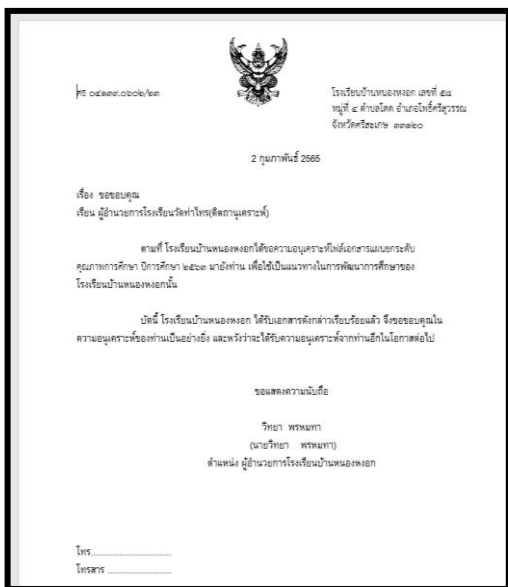 ศธ ๐๔๑๓๙.๐๖๐๒/๒๓
โรงเรียนบ้านหนองหงอก เลขที่ ๕๘
หมู่ที่ ๔ ตำบลโดด อำเภอโพธิ์ศรีสุวรรณ
จังหวัดศรีสะเกษ ๓๓๑๒๐
2 กุมภาพันธ์ 2565
เรื่อง ขอขอบคุณ
เรียน ผู้อำนวยการโรงเรียนวัดท่าไทร(ดิตถานุเคราะห์)
ตามที่ โรงเรียนบ้านหนองหงอกได้ขอความอนุเคราะห์ไฟล์เอกสารแผนยกระดับ
คุณภาพการศึกษา ปีการศึกษา ๒๕๖๓ มายังท่าน เพื่อใช้เป็นแนวทางในการพัฒนาการศึกษาของ
โรงเรียนบ้านหนองหงอกนั้น
บัดนี้ โรงเรียนบ้านหนองหงอก ได้รับเอกสารดังกล่าวเรียบร้อยแล้ว จึงขอขอบคุณใน
ความอนุเคราะห์ของท่านเป็นอย่างยิ่ง และหวังว่าจะได้รับความอนุเคราะห์จากท่านอีกในโอกาสต่อไป
ขอแสดงความนับถือ
วิทยา พรหมทา
(นายวิทยา พรหมทา)
ตำแหน่ง ผู้อำนวยการโรงเรียนบ้านหนองหงอก
โทร.................................
โทรสาร ..........................